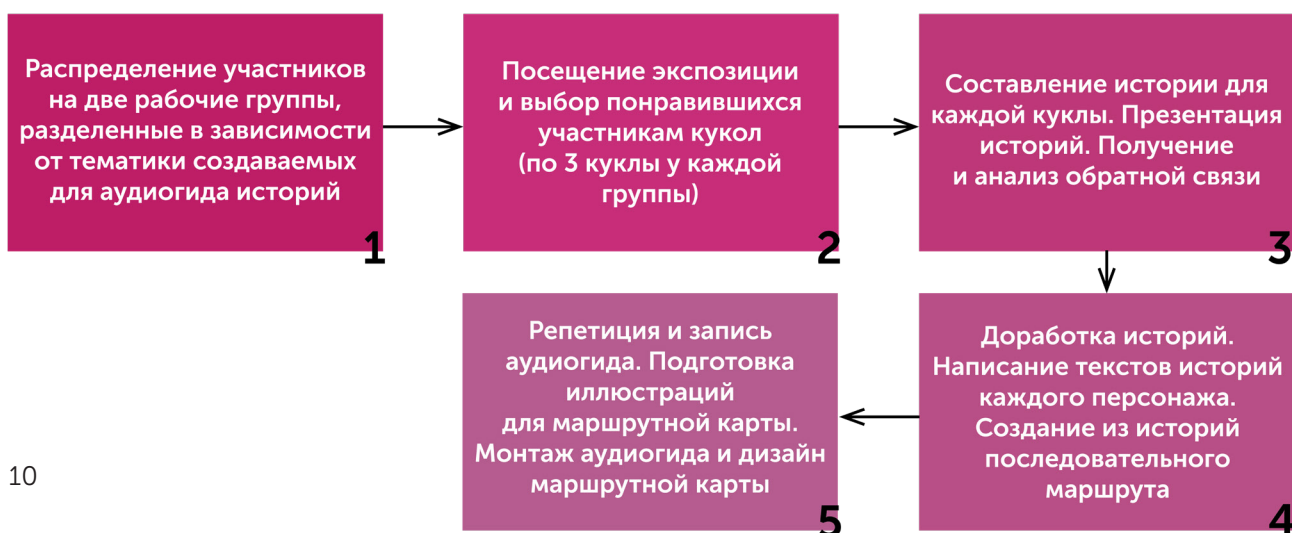 Распределение участников
на две рабочие группы,
разделенные в зависимости
от тематики создаваемых
для аудиогида историй
1
Посещение экспозиции
и выбор понравившихся
участникам кукол
(по 3 куклы у каждой
группы)
2
Составление истории для
каждой куклы. Презентация
историй. Получение
и анализ обратной связи
3
Доработка историй.
Написание текстов историй
каждого персонажа.
Создание из историй
последовательного
маршрута
4
Репетиция и запись
аудиогида. Подготовка
иллюстраций
для маршрутной карты.
Монтаж аудиогида и дизайн
маршрутной карты
5
10